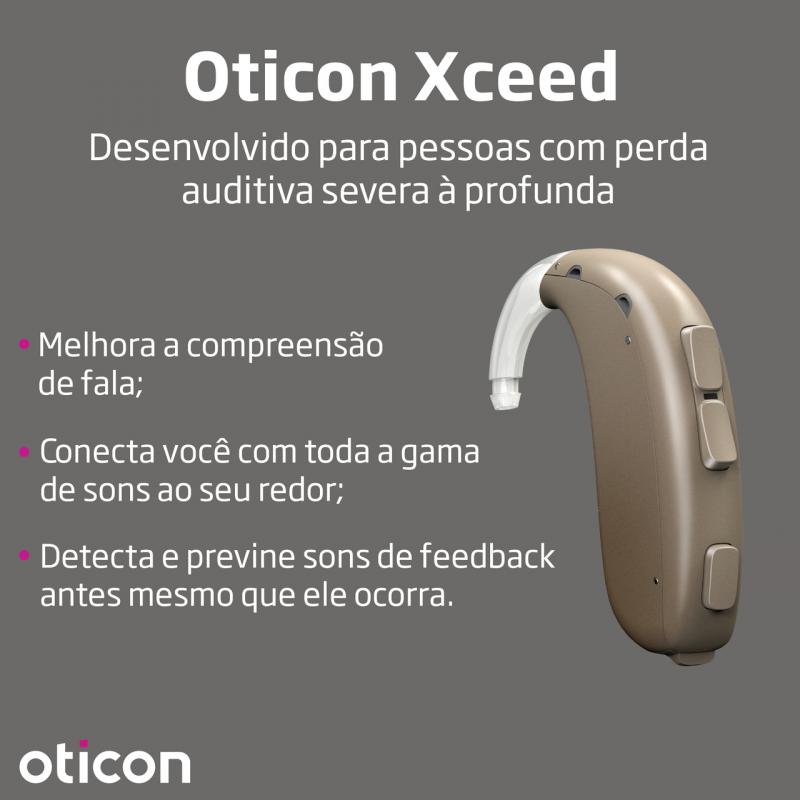 Oticon Xceed
Desenvolvido para pessoas com perda
auditiva severa à profunda
• Melhora a compreensão
de fala;
• Conecta você com toda a gama
de sons ao seu redor;
• Detecta e previne sons de feedback
antes mesmo que ele ocorra.
oticon